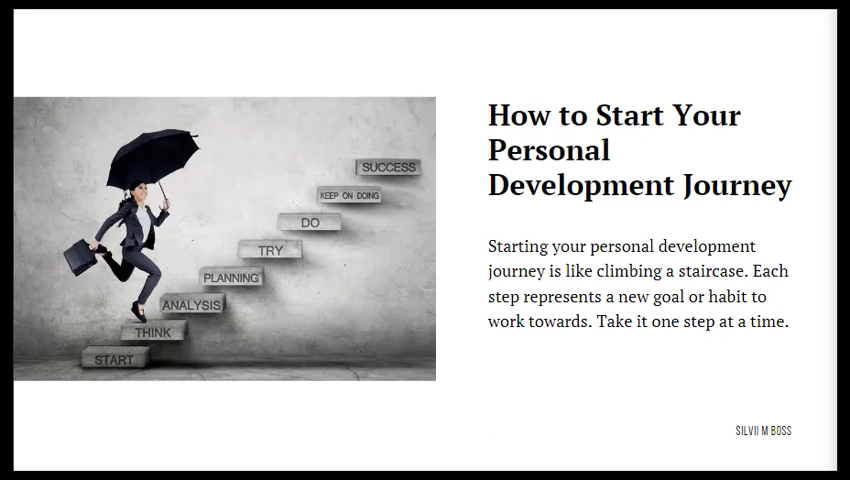 SUCCESS
KEEP ON DOING
DO
TRY
PLANNING
ANALYSIS
THINK
START
How to Start Your
Personal
Development Journey
Starting your personal development
journey is like climbing a staircase. Each
step represents a new goal or habit to
work towards. Take it one step at a time.
SILVII M BOSS